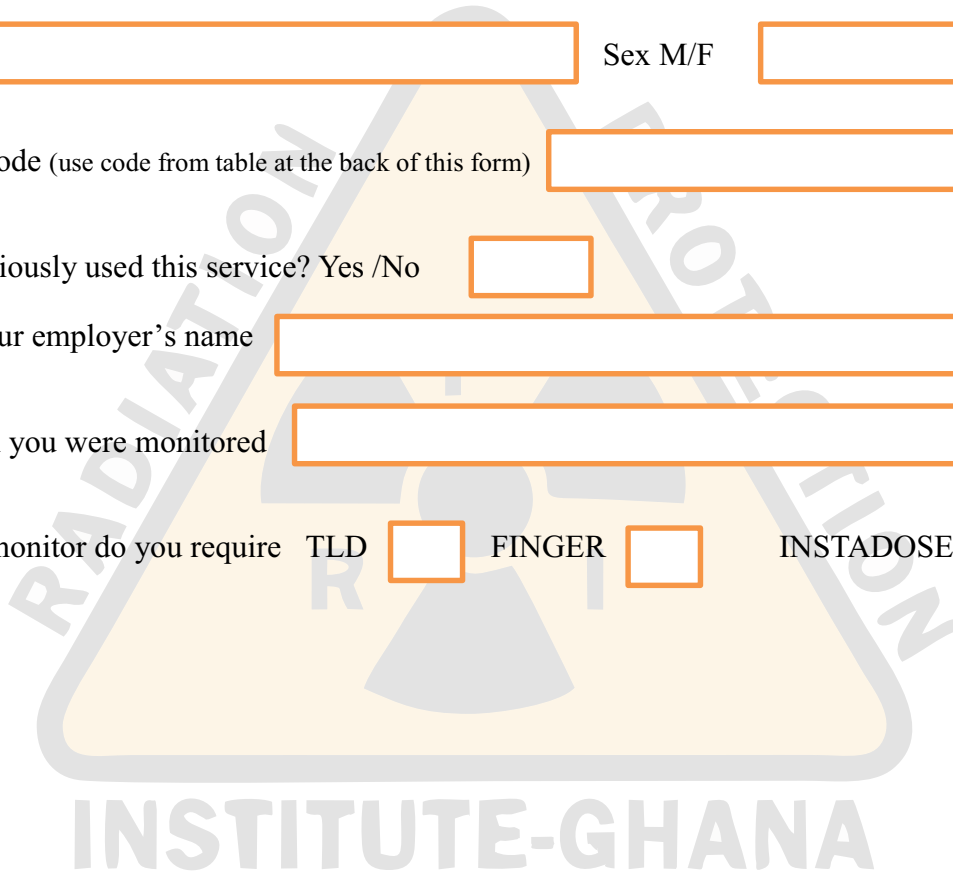 Sex M/F
ode (use code from table at the back of this form)
iously used this service? Yes /No
ur employer's name
you were monitored
monitor do you require TLD FINGER INSTADOSE
RADIATION PROTECTION
R I
INSTITUTE-GHANA